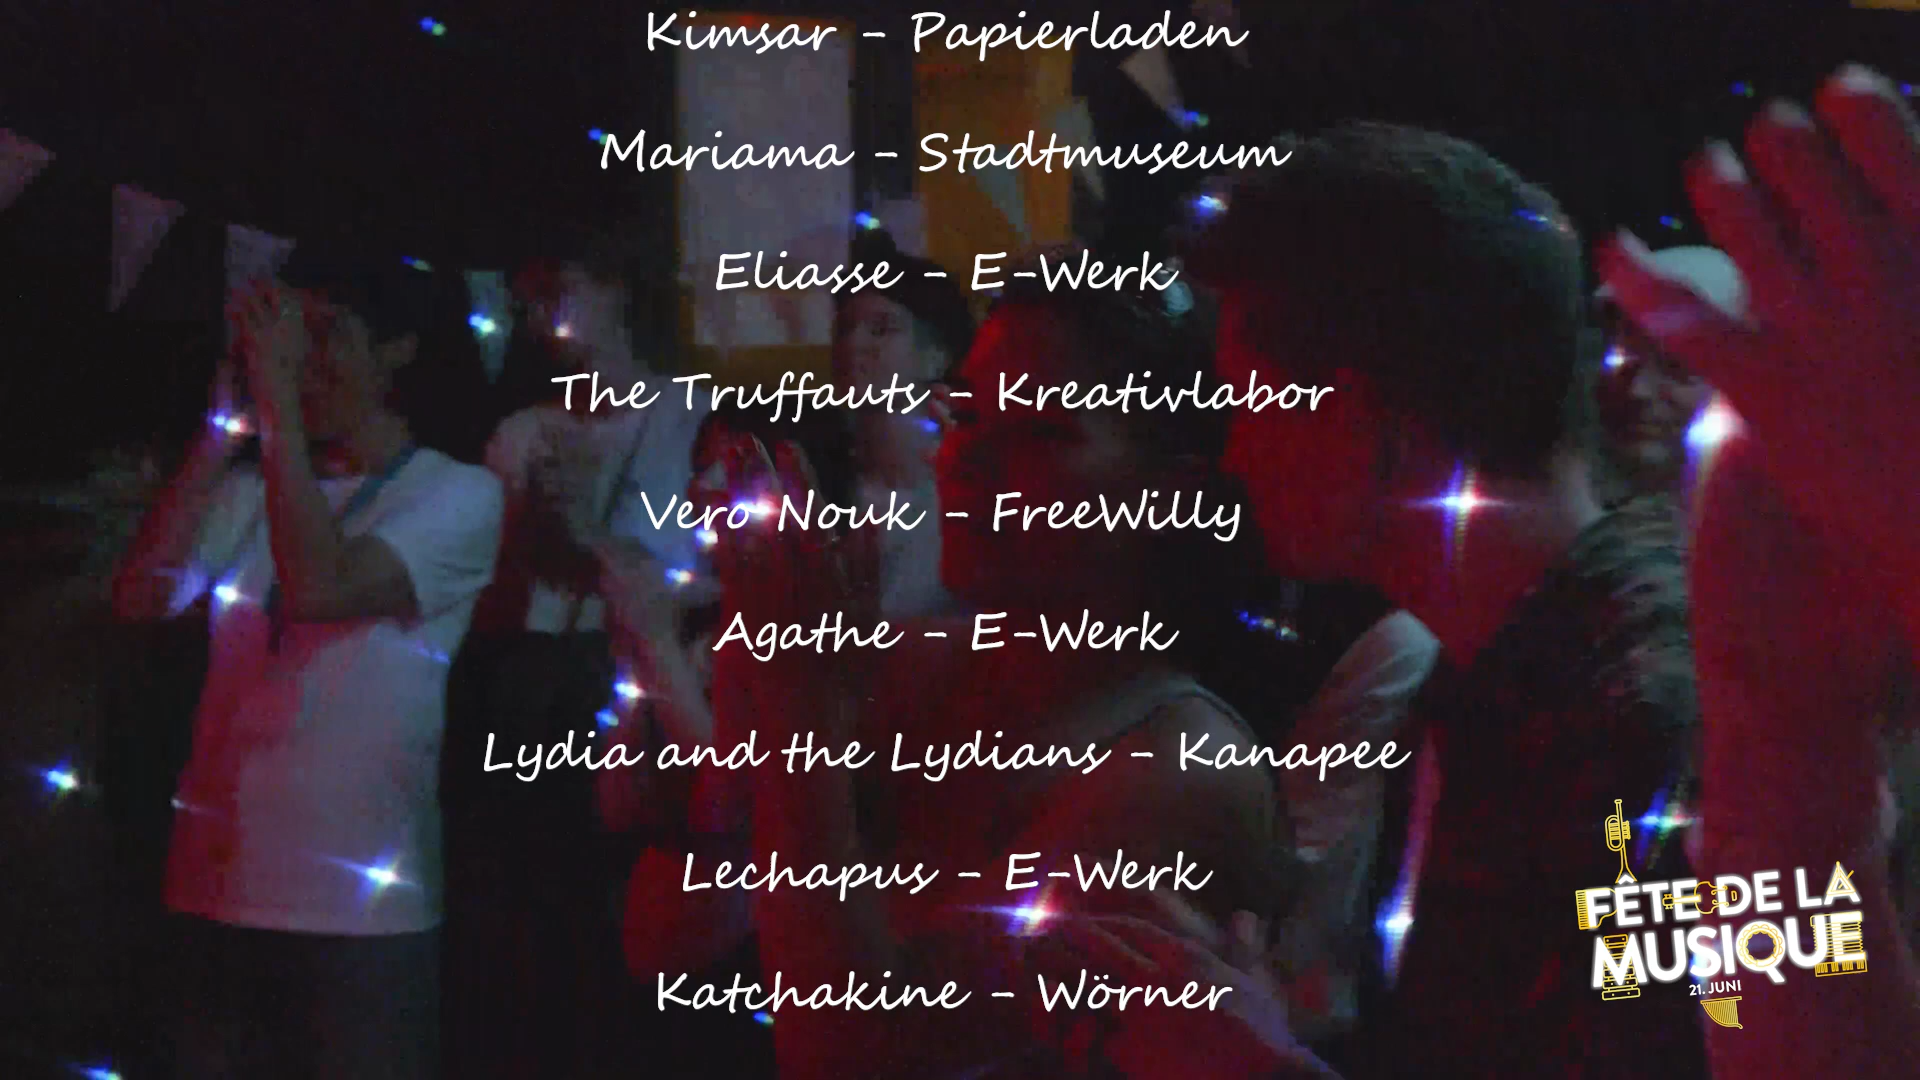 Kimsar - Papierladen
Mariama - Stadtmuseum
Eliasse - E-Werk
The Truffauts - Kreativlabor
Vero Nouk - FreeWilly
Agathe - E-Werk
Lydia and the Lydians - Kanapee
Lechapus - E-Werk
Katchakine - Wörner
FÊTE DE LA
MUSIQUE
21. JUNI